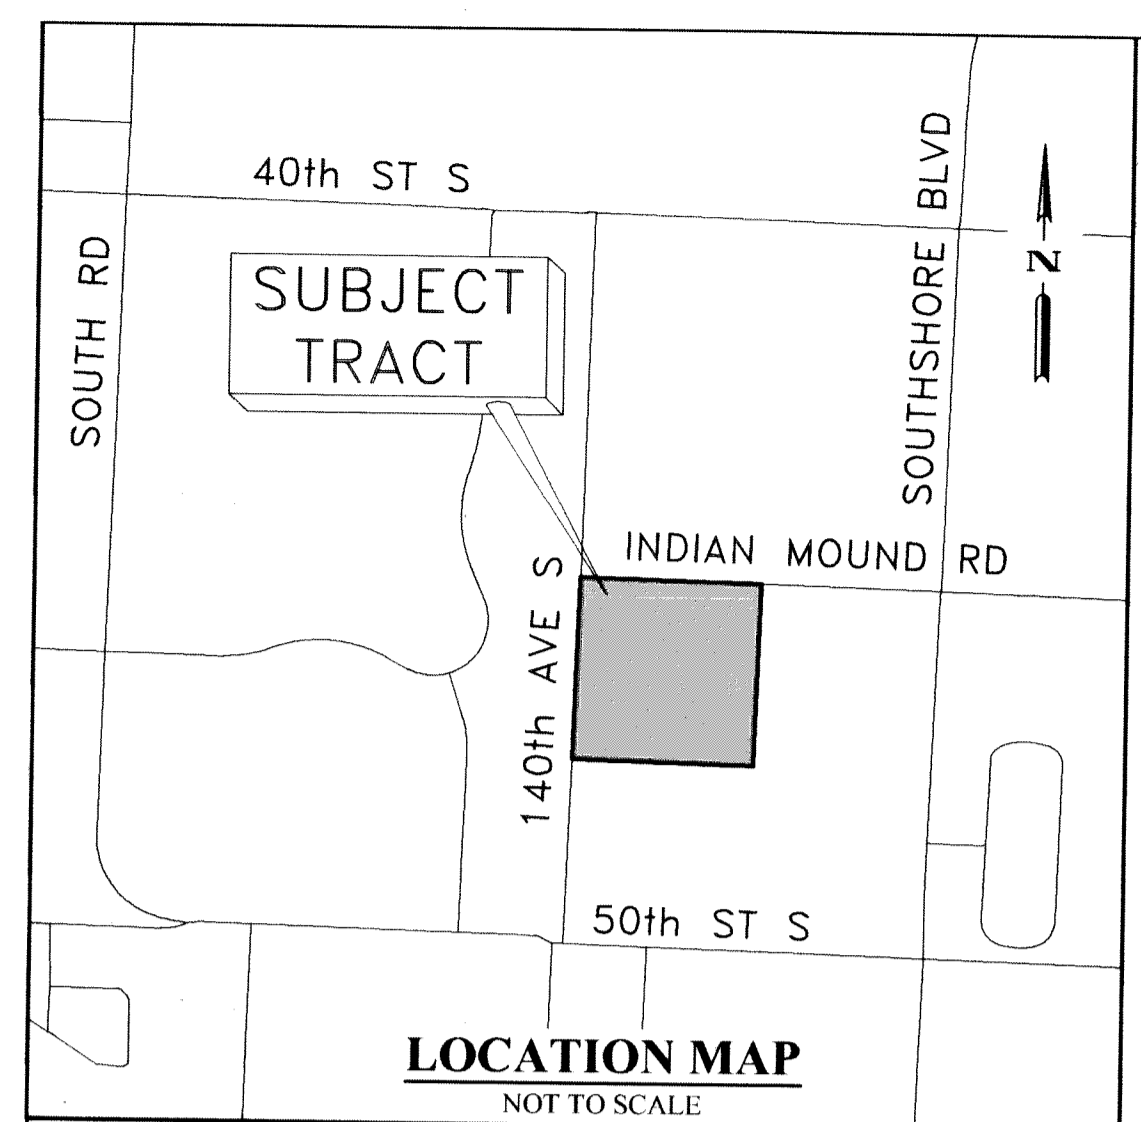 40th ST S
SOUTHSHORE BLVD
SOUTH RD
SUBJECT
TRACT
N
INDIAN MOUND RD
140th AVE S
50th ST S
LOCATION MAP
NOT TO SCALE